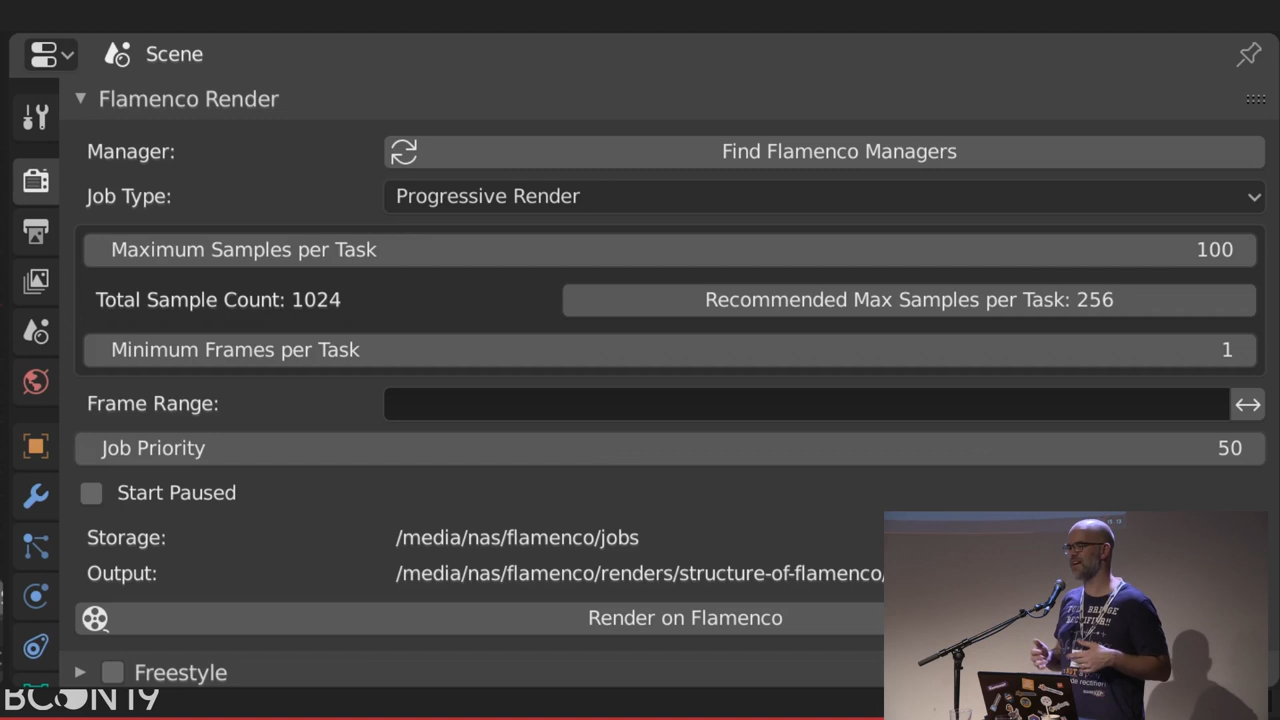 Scene
Flamenco Render
Manager: Find Flamenco Managers
Job Type: Progressive Render
Maximum Samples per Task 100
Total Sample Count: 1024 Recommended Max Samples per Task: 256
Minimum Frames per Task 1
Frame Range:
Job Priority 50
Start Paused
Storage: /media/nas/flamenco/jobs
Output: /media/nas/flamenco/renders/structure-of-flamenco/
Render on Flamenco
Freestyle
BCON19
BRIDGE
RECTIFIER!!